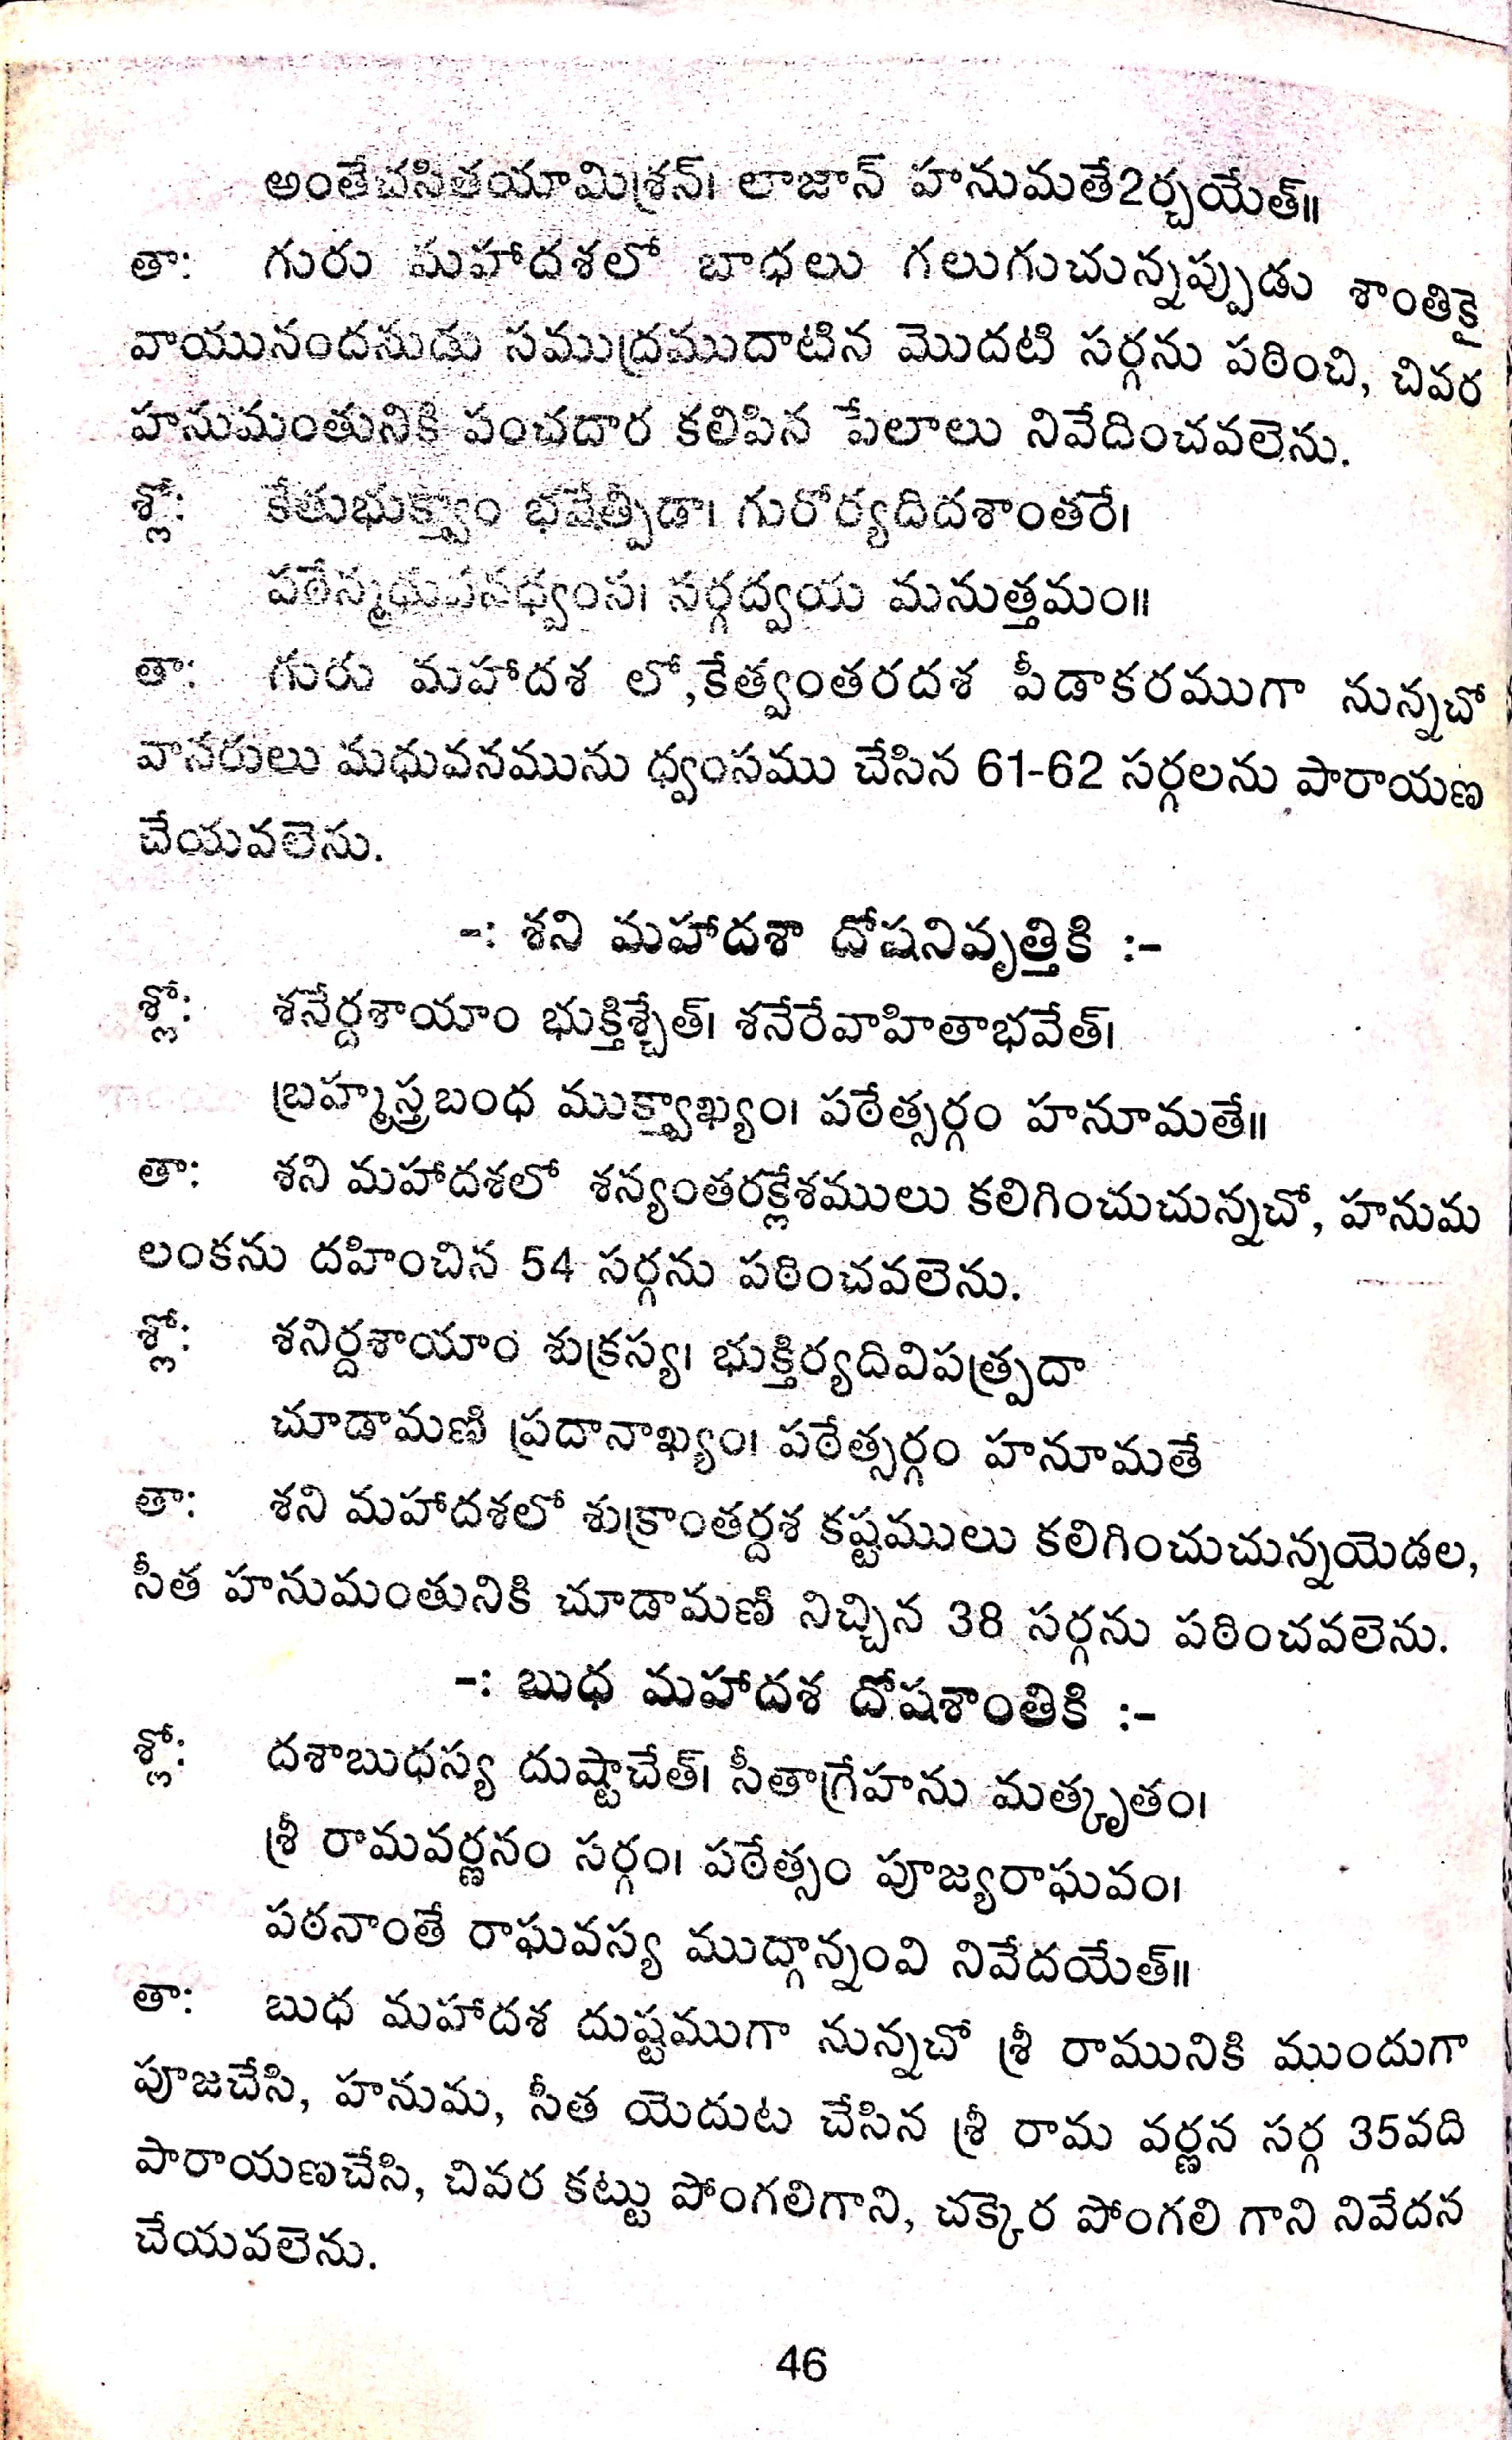 అంతేచసితయామిశ్రన్। లాజాన్ హనుమతే2ర్చయేత్॥
తా: గురు మహాదశలో బాధలు గలుగుచున్నప్పుడు శాంతికై
వాయునందనుడు సముద్రముదాటిన మొదటి సర్గను పఠించి, చివర
హనుమంతునికి పంచదార కలిపిన పేలాలు నివేదించవలెను.
శ్లో: కేతుభుక్త్వాం భవేత్పీడా। గురోర్యదిదశాంతరే।
పఠేన్మధువనధ్వంస। సర్గద్వయ మనుత్తమం॥
తా: గురు మహాదశ లో,కేత్వంతరదశ పీడాకరముగా నున్నచో
వానరులు మధువనమును ధ్వంసము చేసిన 61-62 సర్గలను పారాయణ
చేయవలెను.
-: శని మహాదశా దోషనివృత్తికి :-
శ్లో: శనేర్దశాయాం భుక్తిశ్చేత్। శనేరేవాహితాభవేత్।
బ్రహ్మస్త్రబంధ ముక్త్వాఖ్యం। పఠేత్సర్గం హనూమతే॥
తా: శని మహాదశలో శన్యంతరక్లేశములు కలిగించుచున్నచో, హనుమ
లంకను దహించిన 54 సర్గను పఠించవలెను.
శ్లో: శనిర్దశాయాం శుక్రస్య। భుక్తిర్యదివిపత్ప్రదా
చూడామణి ప్రదానాఖ్యం। పఠేత్సర్గం హనూమతే
తా: శని మహాదశలో శుక్రాంతర్దశ కష్టములు కలిగించుచున్నయెడల,
సీత హనుమంతునికి చూడామణి నిచ్చిన 38 సర్గను పఠించవలెను.
-: బుధ మహాదశ దోషశాంతికి :-
శ్లో: దశాబుధస్య దుష్టాచేత్। సీతాగ్రేహను మత్కృతం।
శ్రీ రామవర్ణనం సర్గం। పఠేత్సం పూజ్యరాఘవం।
పఠనాంతే రాఘవస్య ముద్గాన్నంవి నివేదయేత్॥
తా: బుధ మహాదశ దుష్టముగా నున్నచో శ్రీ రామునికి ముందుగా
పూజచేసి, హనుమ, సీత యెదుట చేసిన శ్రీ రామ వర్ణన సర్గ 35వది
పారాయణచేసి, చివర కట్టు పోంగలిగాని, చక్కెర పోంగలి గాని నివేదన
చేయవలెను.
46